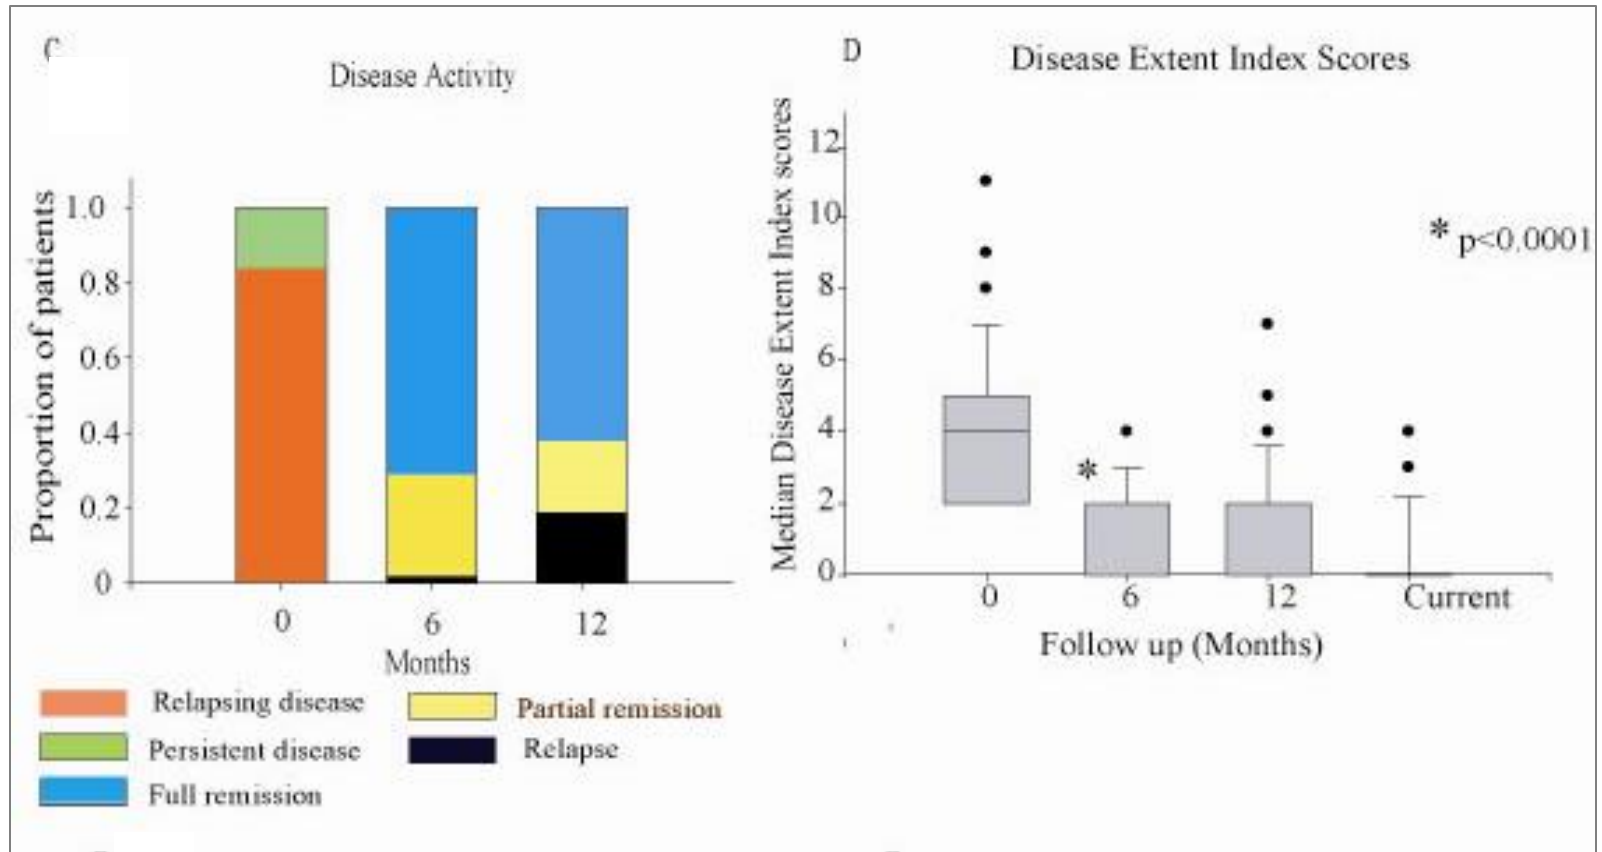 C
Disease Activity
Proportion of patients
1.0
0.8
0.6
0.4
0.2
0
0
6
12
Months
Relapsing disease
Persistent disease
Full remission
Partial remission
Relapse
D
Disease Extent Index Scores
Median Disease Extent Index scores
12
10
8
6
4
2
0
*
* p<0.0001
0
6
12
Current
Follow up (Months)